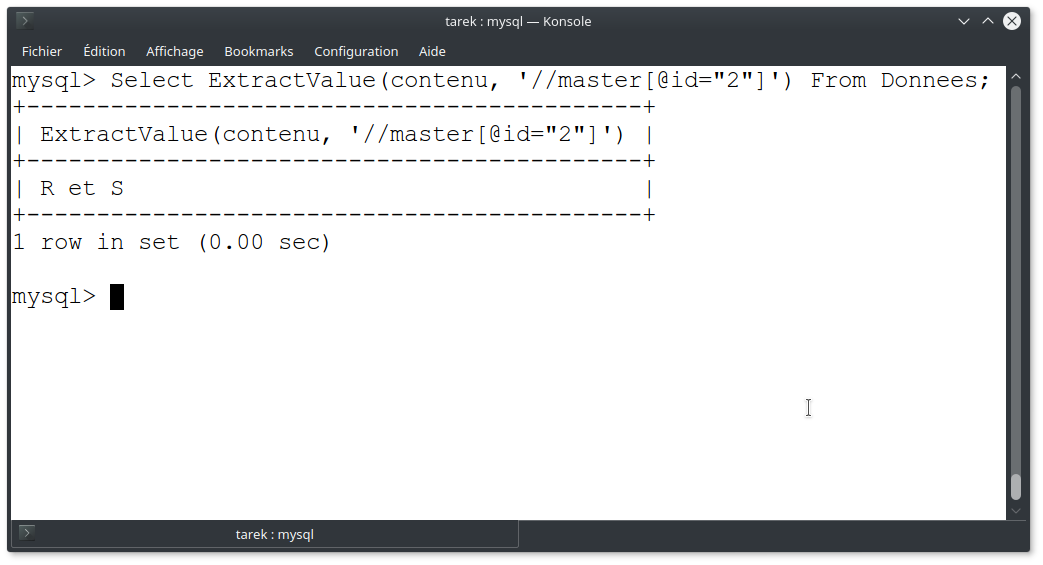 tarek : mysql — Konsole
Fichier Édition Affichage Bookmarks Configuration Aide
mysql> Select ExtractValue(contenu, '//master[@id="2"]') From Donnees;
+--------------------------------------------+
| ExtractValue(contenu, '//master[@id="2"]') |
+--------------------------------------------+
| R et S                                     |
+--------------------------------------------+
1 row in set (0.00 sec)
mysql>
tarek : mysql